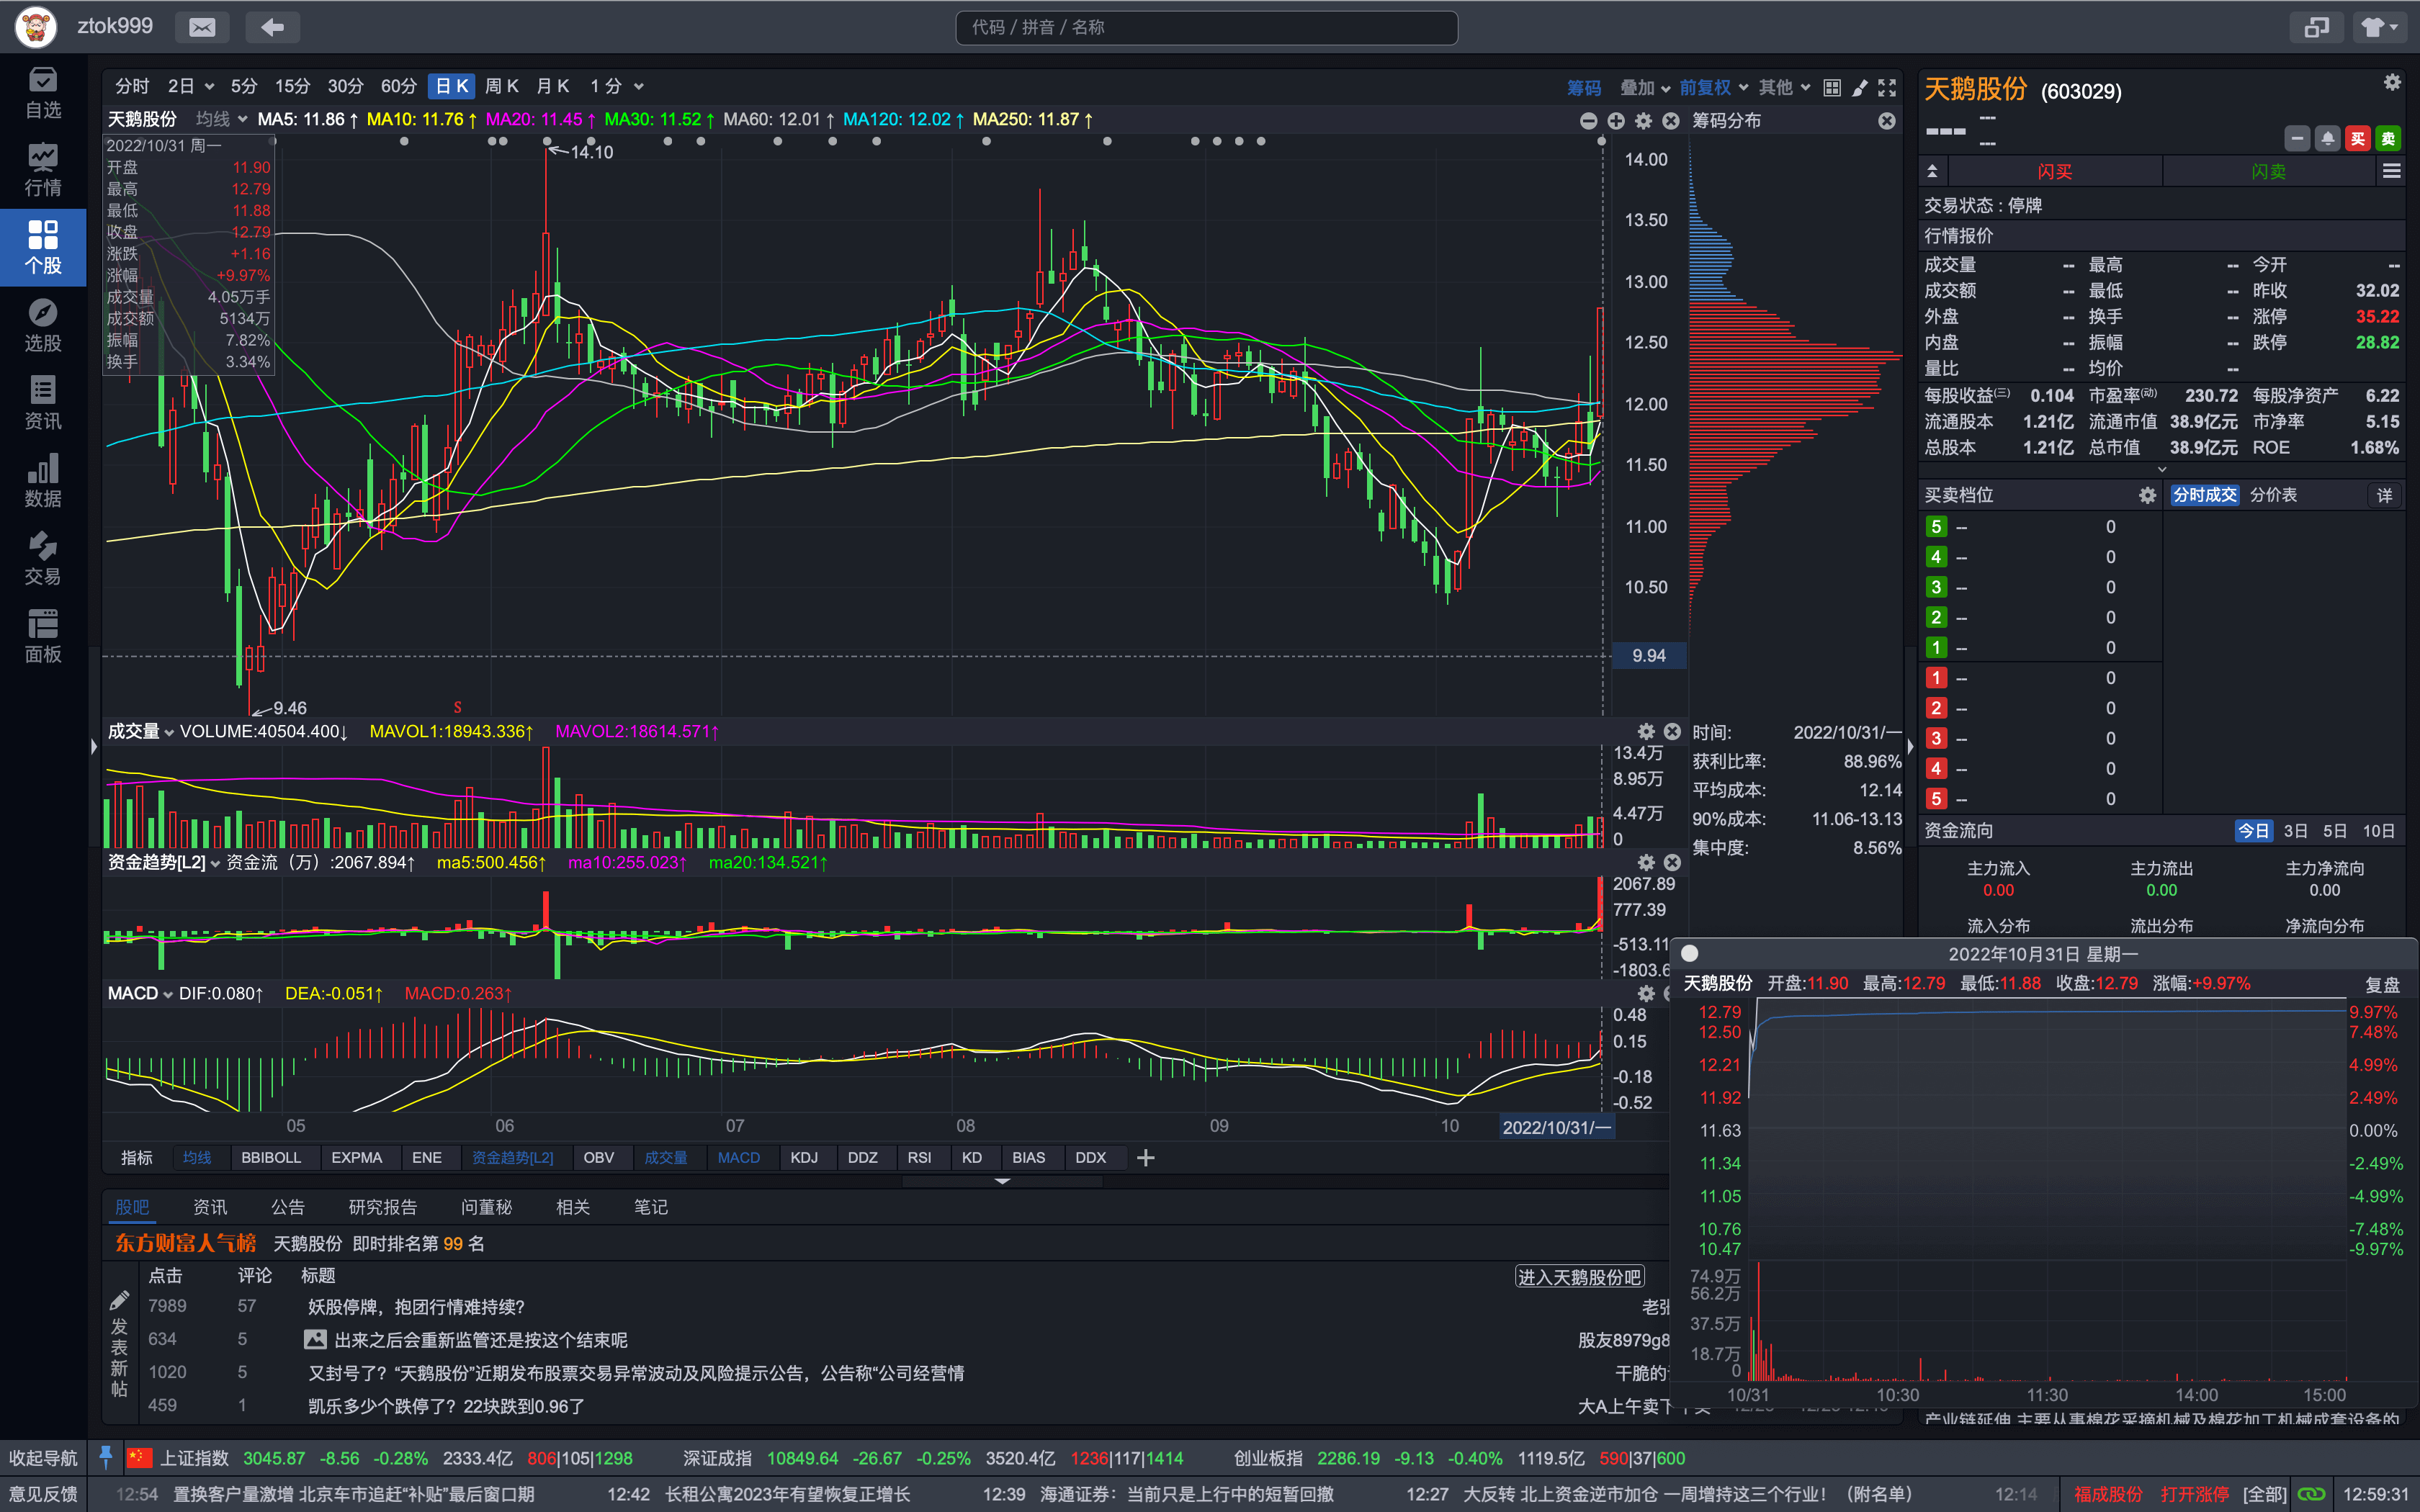 ztok999
代码 / 拼音 / 名称
自选
行情
个股
选股
资讯
数据
交易
面板
分时 2日 5分 15分 30分 60分 日K 周K 月K 1分 筹码 叠加 前复权 其他
天鹅股份 均线 MA5: 11.86↑ MA10: 11.76↑ MA20: 11.45↑ MA30: 11.52↑ MA60: 12.01↑ MA120: 12.02↑ MA250: 11.87↑ 筹码分布
2022/10/31 周一
开盘 11.90
最高 12.79
最低 11.88
收盘 12.79
涨跌 +1.16
涨幅 +9.97%
成交量 4.05万手
成交额 5134万
振幅 7.82%
换手 3.34%
14.10
9.46
S
14.00
13.50
13.00
12.50
12.00
11.50
11.00
10.50
9.94
成交量 VOLUME:40504.400↓ MAVOL1:18943.336↑ MAVOL2:18614.571↑
13.4万
8.95万
4.47万
0
时间: 2022/10/31/一
获利比率: 88.96%
平均成本: 12.14
90%成本: 11.06-13.13
集中度: 8.56%
资金趋势[L2] 资金流（万）:2067.894↑ ma5:500.456↑ ma10:255.023↑ ma20:134.521↑
2067.89
777.39
-513.11
-1803.6
MACD DIF:0.080↑ DEA:-0.051↑ MACD:0.263↑
0.48
0.15
-0.18
-0.52
05 06 07 08 09 10 2022/10/31/一
指标 均线 BBIBOLL EXPMA ENE 资金趋势[L2] OBV 成交量 MACD KDJ DDZ RSI KD BIAS DDX
股吧 资讯 公告 研究报告 问董秘 相关 笔记
东方财富人气榜 天鹅股份 即时排名第 99 名
点击 评论 标题 进入天鹅股份吧
发表新帖
7989 57 妖股停牌，抱团行情难持续? 老张
634 5 出来之后会重新监管还是按这个结束呢 股友8979g8
1020 5 又封号了？“天鹅股份”近期发布股票交易异常波动及风险提示公告，公告称“公司经营情 干脆的
459 1 凯乐多少个跌停了？22块跌到0.96了 大A上午卖下
天鹅股份 (603029)
---
---
---
买 卖
闪买 闪卖
交易状态 : 停牌
行情报价
成交量 -- 最高 -- 今开 --
成交额 -- 最低 -- 昨收 32.02
外盘 -- 换手 -- 涨停 35.22
内盘 -- 振幅 -- 跌停 28.82
量比 -- 均价 --
每股收益(三) 0.104 市盈率(动) 230.72 每股净资产 6.22
流通股本 1.21亿 流通市值 38.9亿元 市净率 5.15
总股本 1.21亿 总市值 38.9亿元 ROE 1.68%
买卖档位 分时成交 分价表 详
5 -- 0
4 -- 0
3 -- 0
2 -- 0
1 -- 0
1 -- 0
2 -- 0
3 -- 0
4 -- 0
5 -- 0
资金流向 今日 3日 5日 10日
主力流入 主力流出 主力净流向
0.00 0.00 0.00
流入分布 流出分布 净流向分布
2022年10月31日 星期一
天鹅股份 开盘:11.90 最高:12.79 最低:11.88 收盘:12.79 涨幅:+9.97% 复盘
12.79 9.97%
12.50 7.48%
12.21 4.99%
11.92 2.49%
11.63 0.00%
11.34 -2.49%
11.05 -4.99%
10.76 -7.48%
10.47 -9.97%
74.9万
56.2万
37.5万
18.7万
0
10/31 10:30 11:30 14:00 15:00
产业链延伸,主要从事棉花采摘机械及棉花加工机械成套设备的
收起导航 上证指数 3045.87 -8.56 -0.28% 2333.4亿 806|105|1298 深证成指 10849.64 -26.67 -0.25% 3520.4亿 1236|117|1414 创业板指 2286.19 -9.13 -0.40% 1119.5亿 590|37|600
意见反馈 12:54 置换客户量激增 北京车市追赶“补贴”最后窗口期 12:42 长租公寓2023年有望恢复正增长 12:39 海通证券：当前只是上行中的短暂回撤 12:27 大反转 北上资金逆市加仓 一周增持这三个行业！（附名单） 12:14 福成股份 打开涨停 [全部] 12:59:31